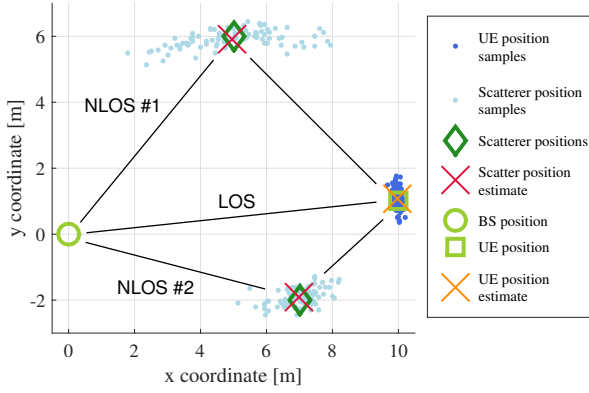 6
4
2
0
-2
0
2
4
6
8
10
x coordinate [m]
y coordinate [m]
NLOS #1
LOS
NLOS #2
UE position
samples
Scatterer position
samples
Scatterer positions
Scatter position
estimate
BS position
UE position
UE position
estimate